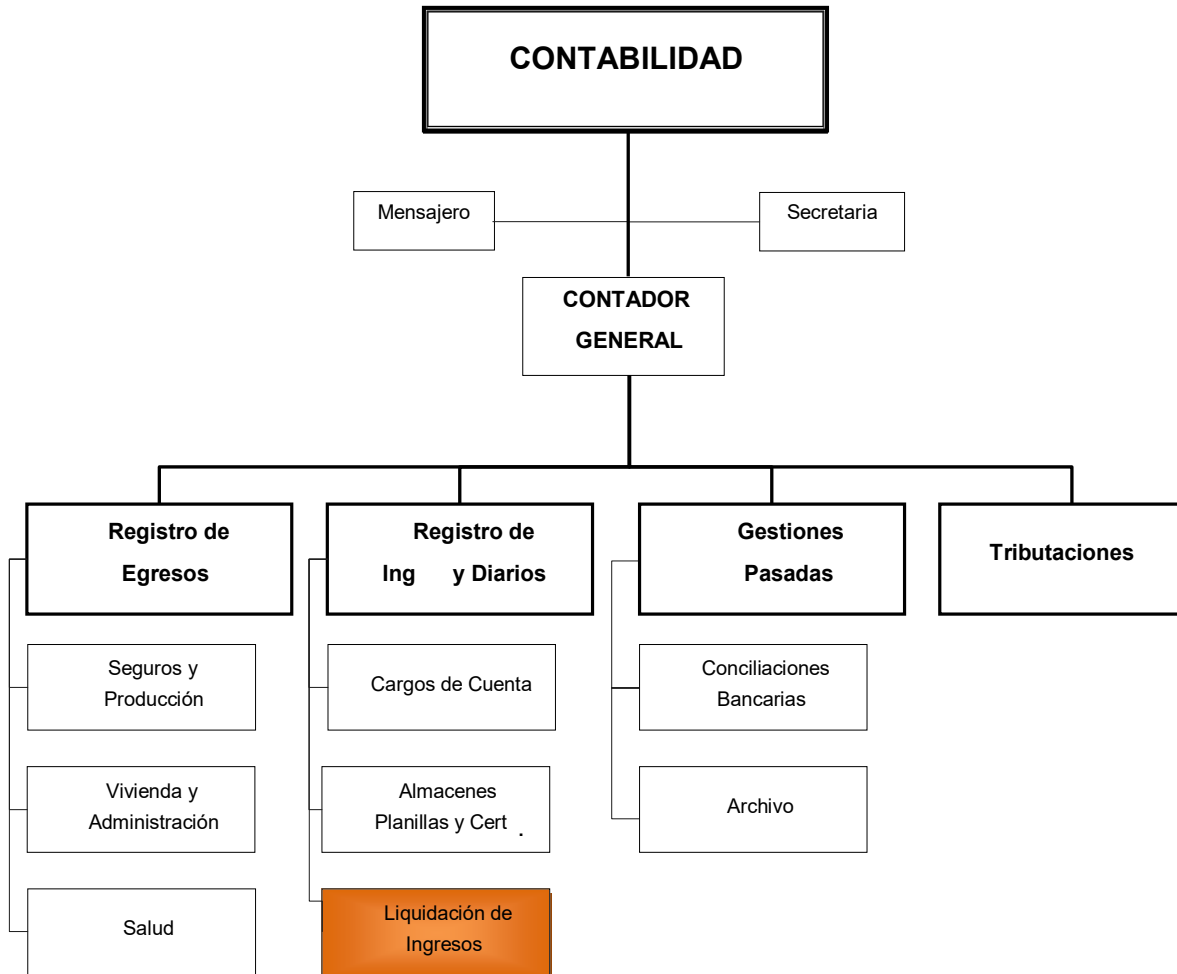 CONTABILIDAD
Mensajero
Secretaria
CONTADOR
GENERAL
Registro de
Egresos
Registro de
Ing y Diarios
Gestiones
Pasadas
Tributaciones
Seguros y
Producción
Cargos de Cuenta
Conciliaciones
Bancarias
Vivienda y
Administración
Almacenes
Planillas y Cert .
Archivo
Salud
Liquidación de
Ingresos